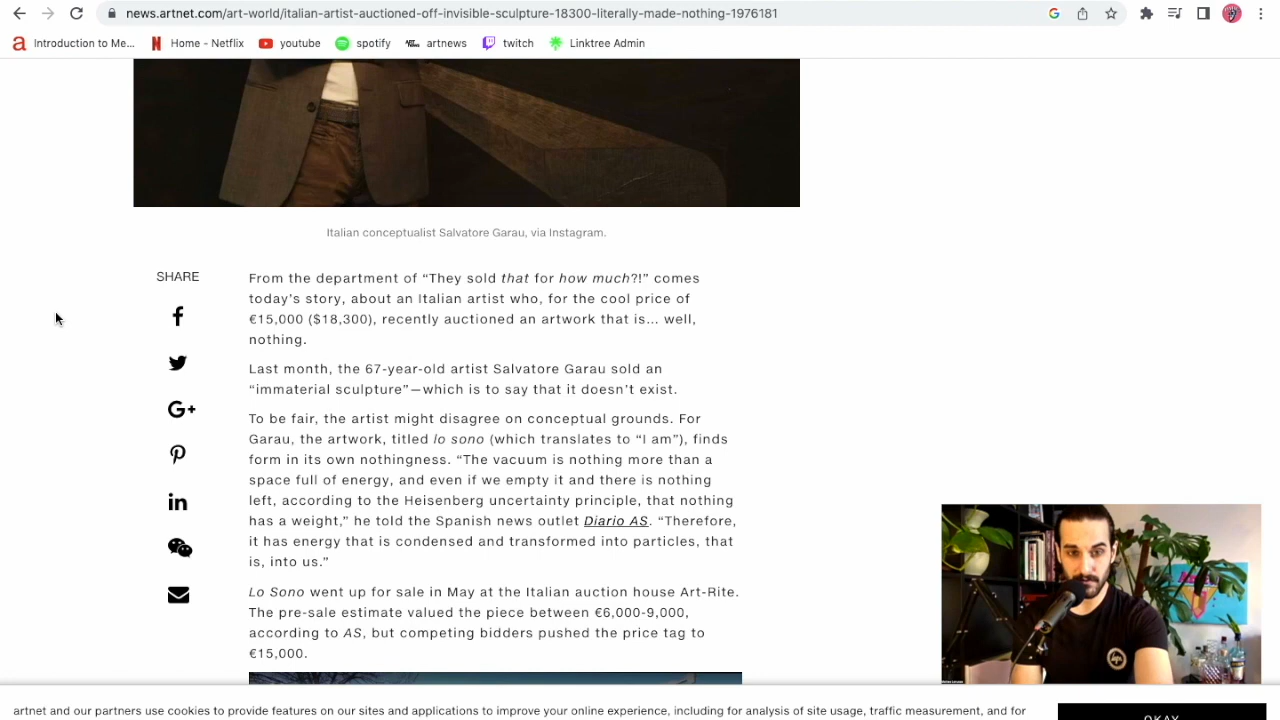 news.artnet.com/art-world/italian-artist-auctioned-off-invisible-sculpture-18300-literally-made-nothing-1976181
Introduction to Me...
Home - Netflix
youtube
spotify
artnews
twitch
Linktree Admin
Italian conceptualist Salvatore Garau, via Instagram.
SHARE
From the department of “They sold that for how much?!” comes
today’s story, about an Italian artist who, for the cool price of
€15,000 ($18,300), recently auctioned an artwork that is… well,
nothing.
Last month, the 67-year-old artist Salvatore Garau sold an
“immaterial sculpture”—which is to say that it doesn’t exist.
To be fair, the artist might disagree on conceptual grounds. For
Garau, the artwork, titled Io sono (which translates to “I am”), finds
form in its own nothingness. “The vacuum is nothing more than a
space full of energy, and even if we empty it and there is nothing
left, according to the Heisenberg uncertainty principle, that nothing
has a weight,” he told the Spanish news outlet Diario AS. “Therefore,
it has energy that is condensed and transformed into particles, that
is, into us.”
Lo Sono went up for sale in May at the Italian auction house Art-Rite.
The pre-sale estimate valued the piece between €6,000-9,000,
according to AS, but competing bidders pushed the price tag to
€15,000.
artnet and our partners use cookies to provide features on our sites and applications to improve your online experience, including for analysis of site usage, traffic measurement, and for
OKAY